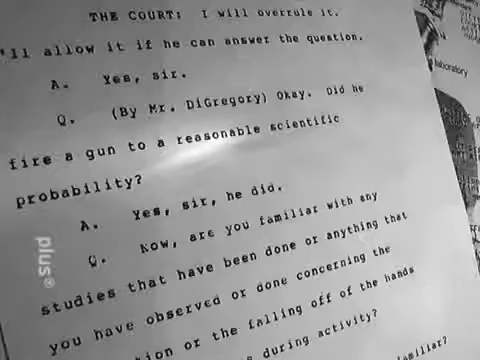 THE COURT: I will overrule it.
'll allow it if he can answer the question.
A. Yes, sir.
Q. (By Mr. DiGregory) Okay. Did he
fire a gun to a reasonable scientific
probability?
A. Yes, sir, he did.
Q. Now, are you familiar with any
studies that have been done or anything that
you have observed or done concerning the
tion or the falling off of the hands
during activity?
familiar?
laboratory
plus®